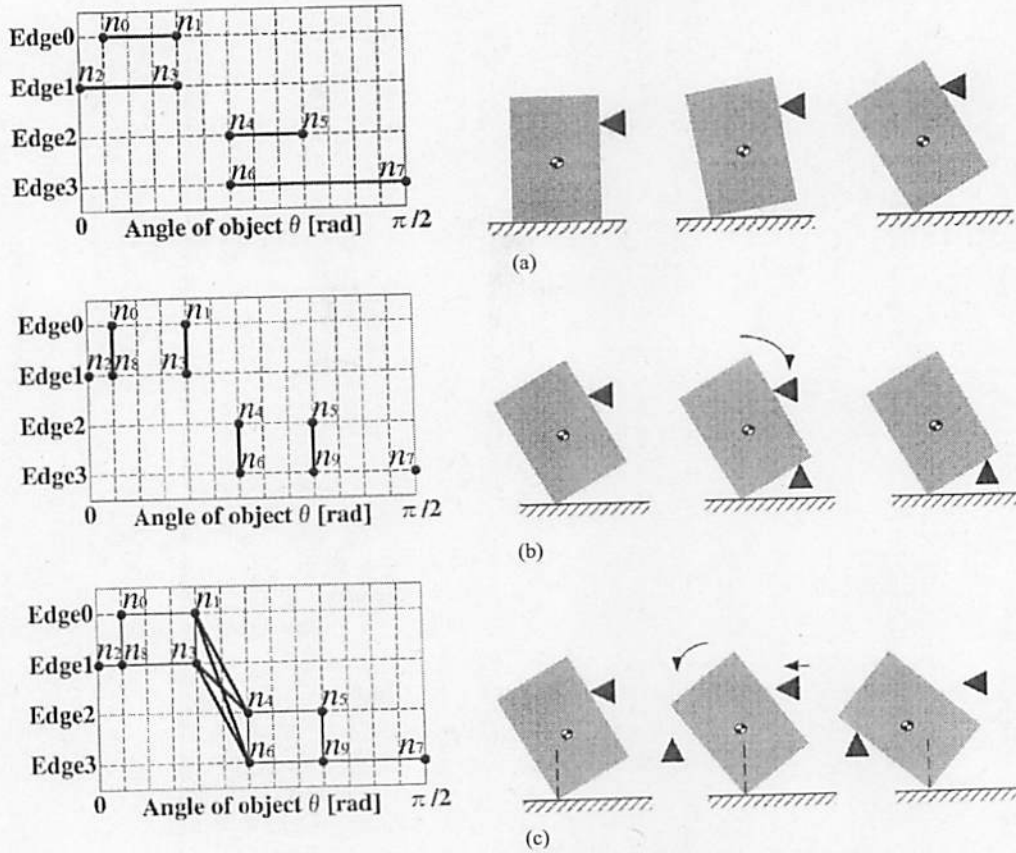 Edge0 n0 n1
Edge1 n2 n3
Edge2 n4 n5
Edge3 n6 n7
0 Angle of object θ [rad] π/2
(a)
Edge0 n0 n1
Edge1 n2 n8 n3
Edge2 n4 n5
Edge3 n6 n9 n7
0 Angle of object θ [rad] π/2
(b)
Edge0 n0 n1
Edge1 n2 n8 n3
Edge2 n4 n5
Edge3 n6 n9 n7
0 Angle of object θ [rad] π/2
(c)